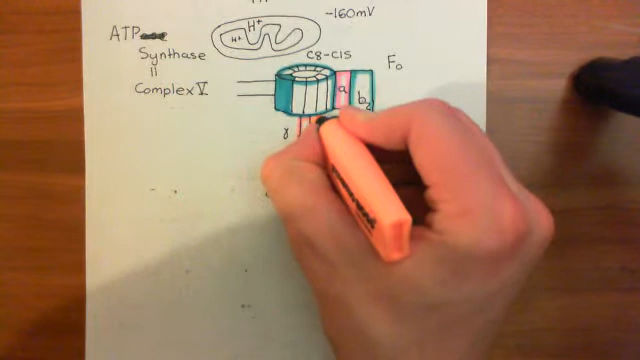 -160mV
H⁺
H⁺
ATP
Synthase
=
Complex V
C8-C15
F₀
a
b₂
γ